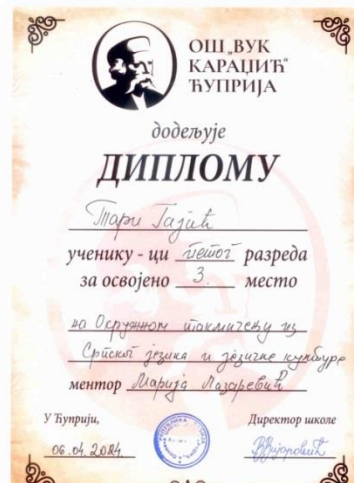 ОШ „ВУК
КАРАЏИЋ“
ЋУПРИЈА
додељује
ДИПЛОМУ
Тари Гајић
ученику - ци петог разреда
за освојено 3. место
на Окружном такмичењу из
Српског језика и језичке културе
ментор Марија Лазаревић
У Ћуприји,
Директор школе
06. 04. 2024.